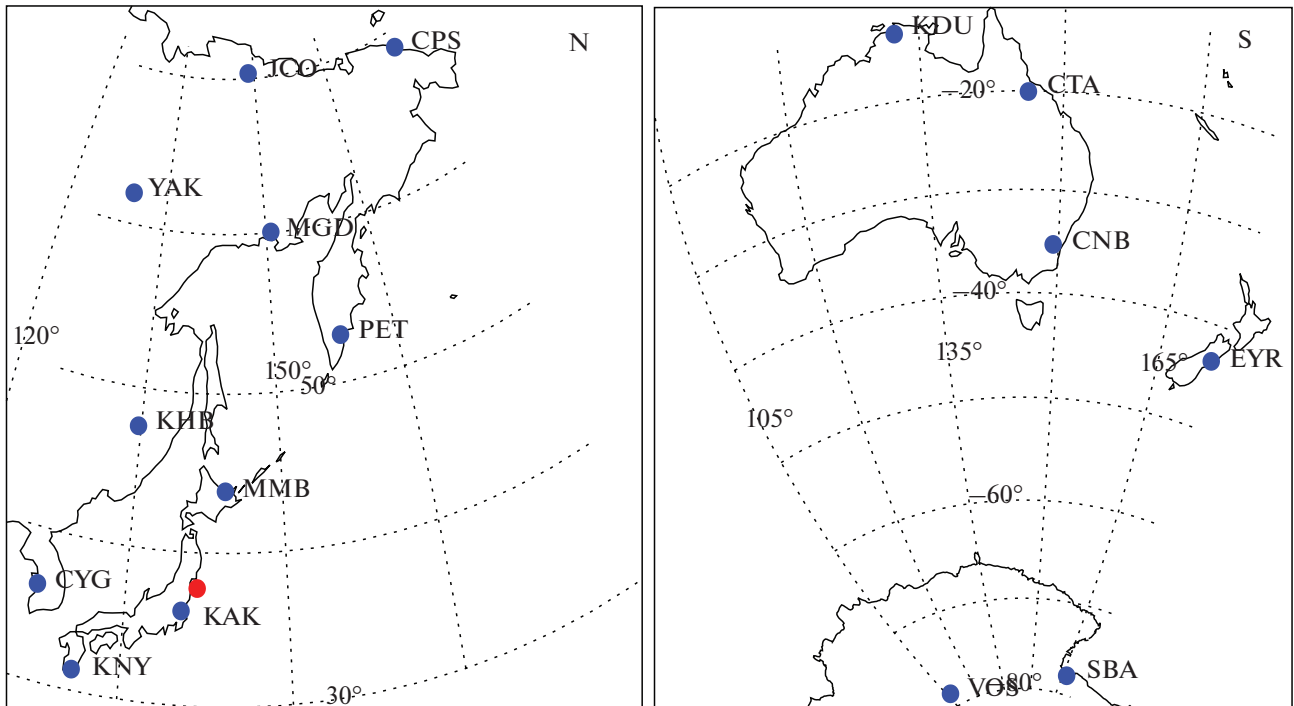 CPS
N
ICO
YAK
MGD
120°
PET
150°
50°
KHB
MMB
CYG
KAK
KNY
30°
KDU
S
–20°
CTA
CNB
–40°
135°
165°
EYR
105°
–60°
VOS
–80°
SBA